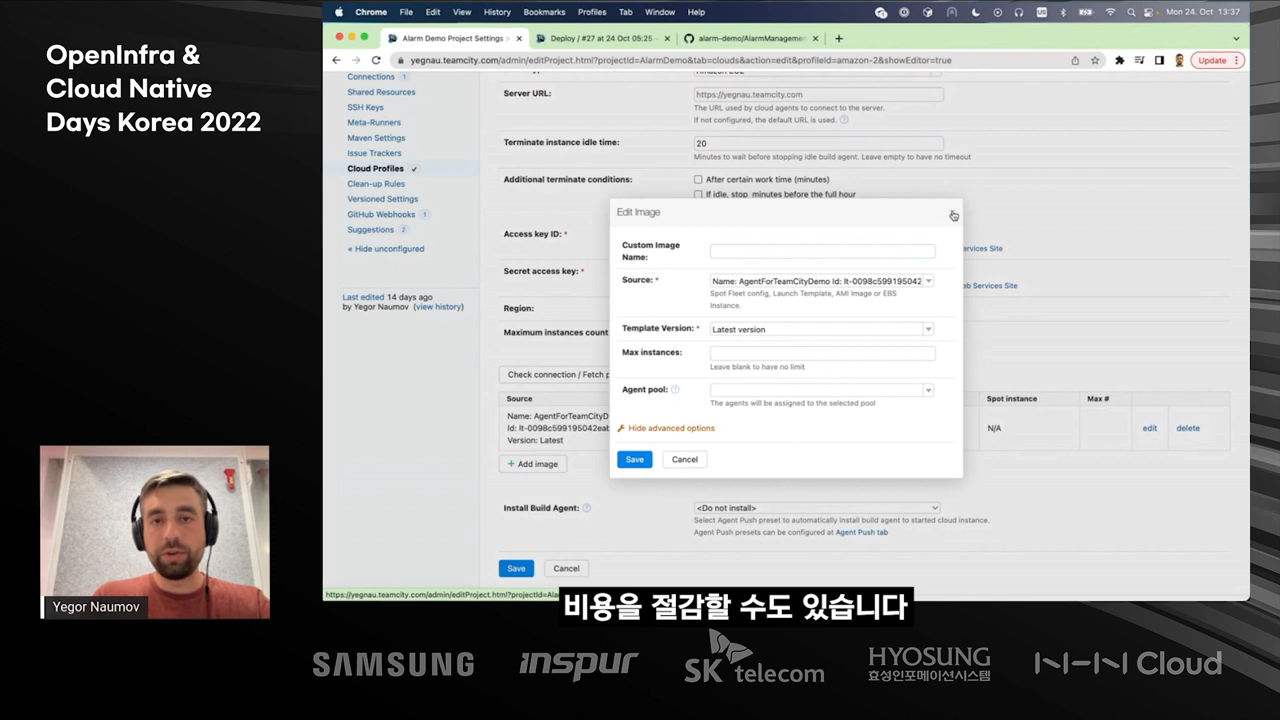 OpenInfra &
Cloud Native
Days Korea 2022
Chrome File Edit View History Bookmarks Profiles Tab Window Help
Mon 24. Oct 13:37
Alarm Demo Project Settings
Deploy / #27 at 24 Oct 05:25 -
alarm-demo/AlarmManageme
yegnau.teamcity.com/admin/editProject.html?projectId=AlarmDemo&tab=clouds&action=edit&profileId=amazon-2&showEditor=true
Update
Connections 1
Shared Resources
SSH Keys
Meta-Runners
Maven Settings
Issue Trackers
Cloud Profiles
Clean-up Rules
Versioned Settings
GitHub Webhooks 1
Suggestions 2
« Hide unconfigured
Last edited 14 days ago
by Yegor Naumov (view history)
Server URL:
https://yegnau.teamcity.com
The URL used by cloud agents to connect to the server.
If not configured, the default URL is used.
Terminate instance idle time:
20
Minutes to wait before stopping idle build agent. Leave empty to have no timeout
Additional terminate conditions:
After certain work time (minutes)
If idle, stop minutes before the full hour
Access key ID: *
ervices Site
Secret access key: *
Services Site
Region:
Maximum instances count
Check connection / Fetch p
Source
Spot instance
Max #
Name: AgentForTeamCityD
Id: lt-0098c599195042eab
Version: Latest
N/A
edit
delete
+ Add image
Edit Image
Custom Image
Name:
Source: *
Name: AgentForTeamCityDemo Id: lt-0098c599195042
Spot Fleet config, Launch Template, AMI Image or EBS
Instance.
Template Version: *
Latest version
Max instances:
Leave blank to have no limit
Agent pool:
The agents will be assigned to the selected pool
Hide advanced options
Save
Cancel
Install Build Agent:
<Do not install>
Select Agent Push preset to automatically install build agent to started cloud instance.
Agent Push presets can be configured at Agent Push tab
Save
Cancel
https://yegnau.teamcity.com/admin/editProject.html?projectId=Ala
비용을 절감할 수도 있습니다
Yegor Naumov
SAMSUNG
inspur
SK telecom
HYOSUNG
효성인포메이션시스템
NHN Cloud